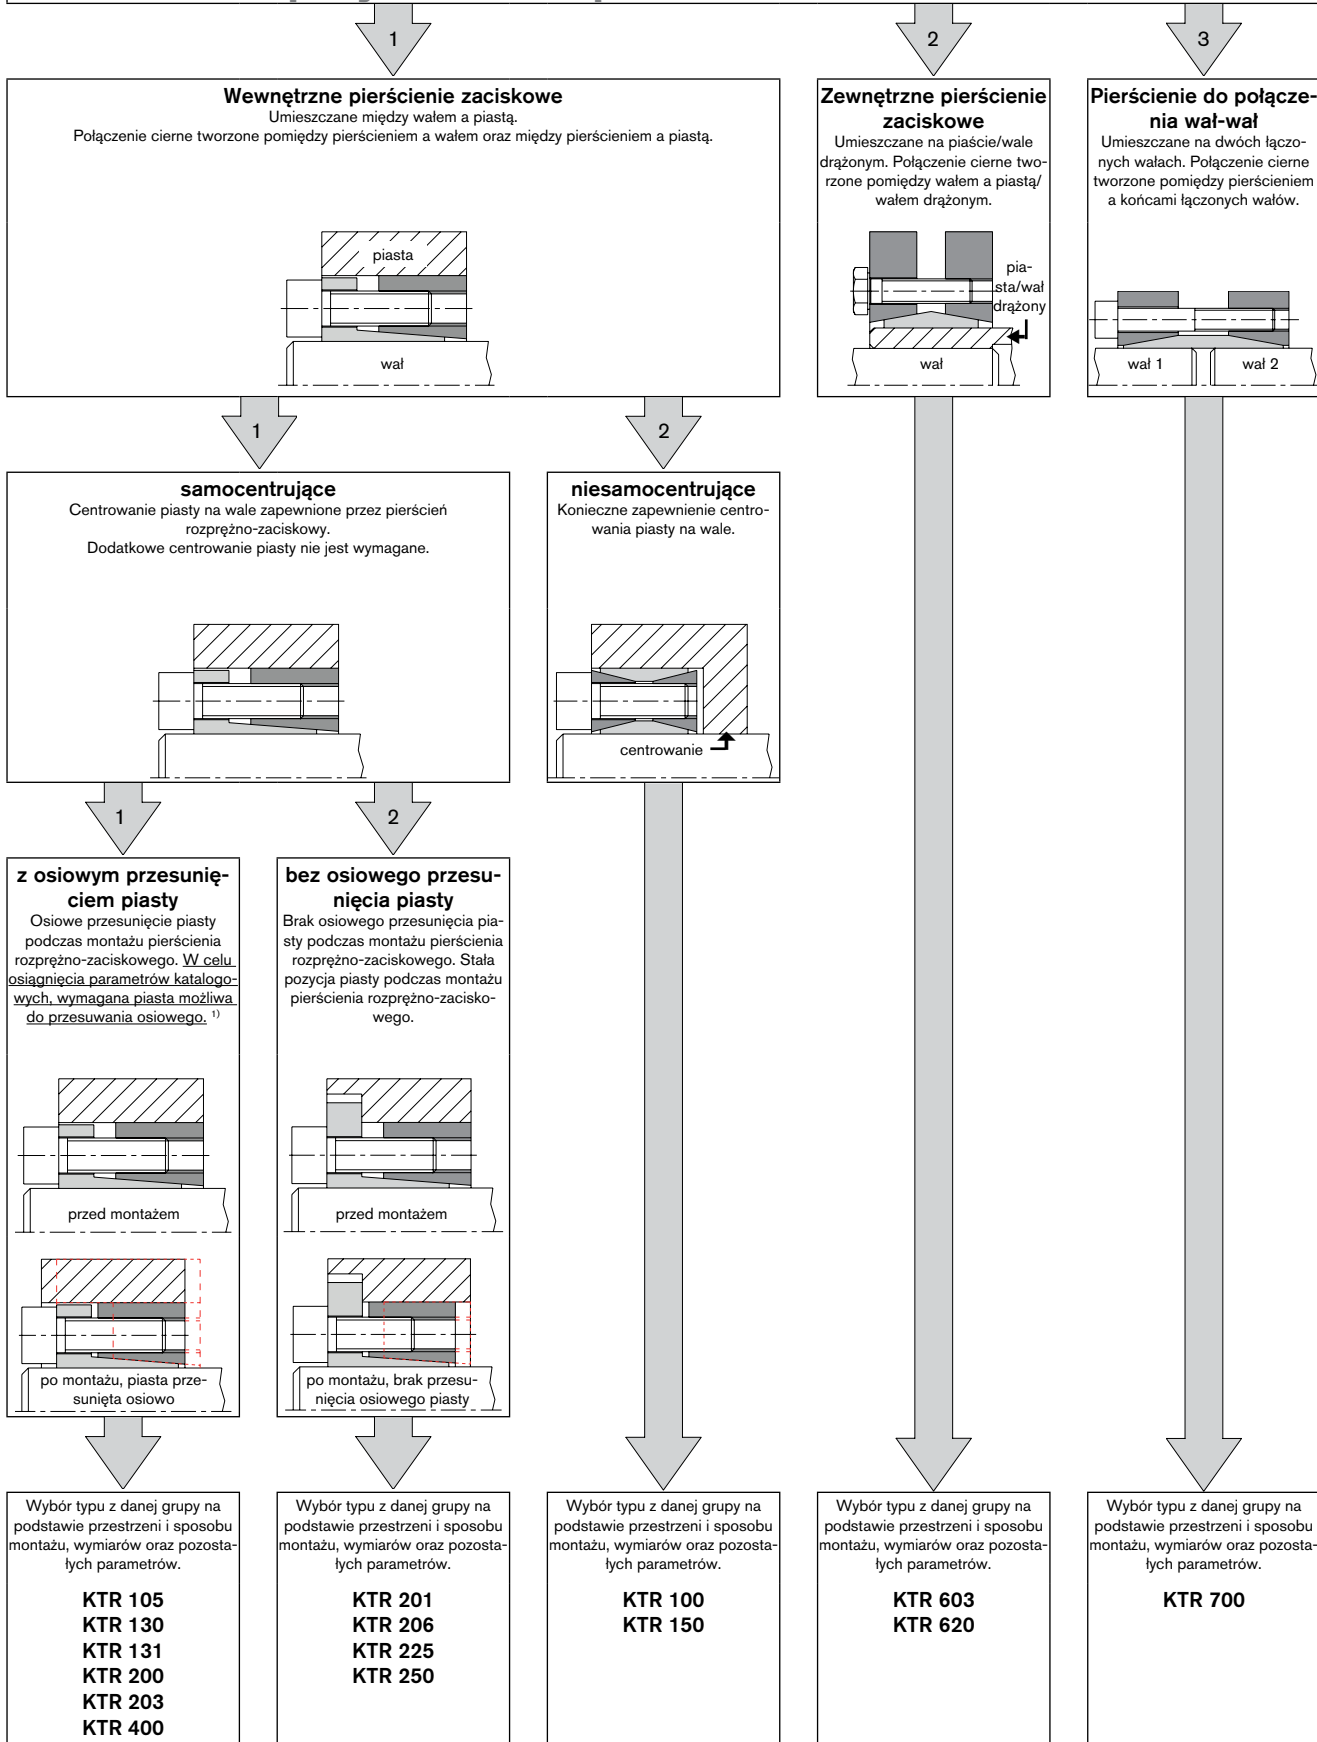 1
2
3
Wewnętrzne pierścienie zaciskowe
Umieszczane między wałem a piastą.
Połączenie cierne tworzone pomiędzy pierścieniem a wałem oraz między pierścieniem a piastą.
piasta
wał
Zewnętrzne pierścienie
zaciskowe
Umieszczane na piaście/wale
drążonym. Połączenie cierne two-
rzone pomiędzy wałem a piastą/
wałem drążonym.
pia-
sta/wał
drążony
wał
Pierścienie do połącze-
nia wał-wał
Umieszczane na dwóch łączo-
nych wałach. Połączenie cierne
tworzone pomiędzy pierścieniem
a końcami łączonych wałów.
wał 1
wał 2
1
2
samocentrujące
Centrowanie piasty na wale zapewnione przez pierścień
rozprężno-zaciskowy.
Dodatkowe centrowanie piasty nie jest wymagane.
niesamocentrujące
Konieczne zapewnienie centro-
wania piasty na wale.
centrowanie
1
2
z osiowym przesunię-
ciem piasty
Osiowe przesunięcie piasty
podczas montażu pierścienia
rozprężno-zaciskowego. W celu
osiągnięcia parametrów katalogo-
wych, wymagana piasta możliwa
do przesuwania osiowego. 1)
przed montażem
po montażu, piasta prze-
sunięta osiowo
bez osiowego przesu-
nięcia piasty
Brak osiowego przesunięcia pia-
sty podczas montażu pierścienia
rozprężno-zaciskowego. Stała
pozycja piasty podczas montażu
pierścienia rozprężno-zacisko-
wego.
przed montażem
po montażu, brak przesu-
nięcia osiowego piasty
Wybór typu z danej grupy na
podstawie przestrzeni i sposobu
montażu, wymiarów oraz pozosta-
łych parametrów.
KTR 105
KTR 130
KTR 131
KTR 200
KTR 203
KTR 400
Wybór typu z danej grupy na
podstawie przestrzeni i sposobu
montażu, wymiarów oraz pozosta-
łych parametrów.
KTR 201
KTR 206
KTR 225
KTR 250
Wybór typu z danej grupy na
podstawie przestrzeni i sposobu
montażu, wymiarów oraz pozosta-
łych parametrów.
KTR 100
KTR 150
Wybór typu z danej grupy na
podstawie przestrzeni i sposobu
montażu, wymiarów oraz pozosta-
łych parametrów.
KTR 603
KTR 620
Wybór typu z danej grupy na
podstawie przestrzeni i sposobu
montażu, wymiarów oraz pozosta-
łych parametrów.
KTR 700